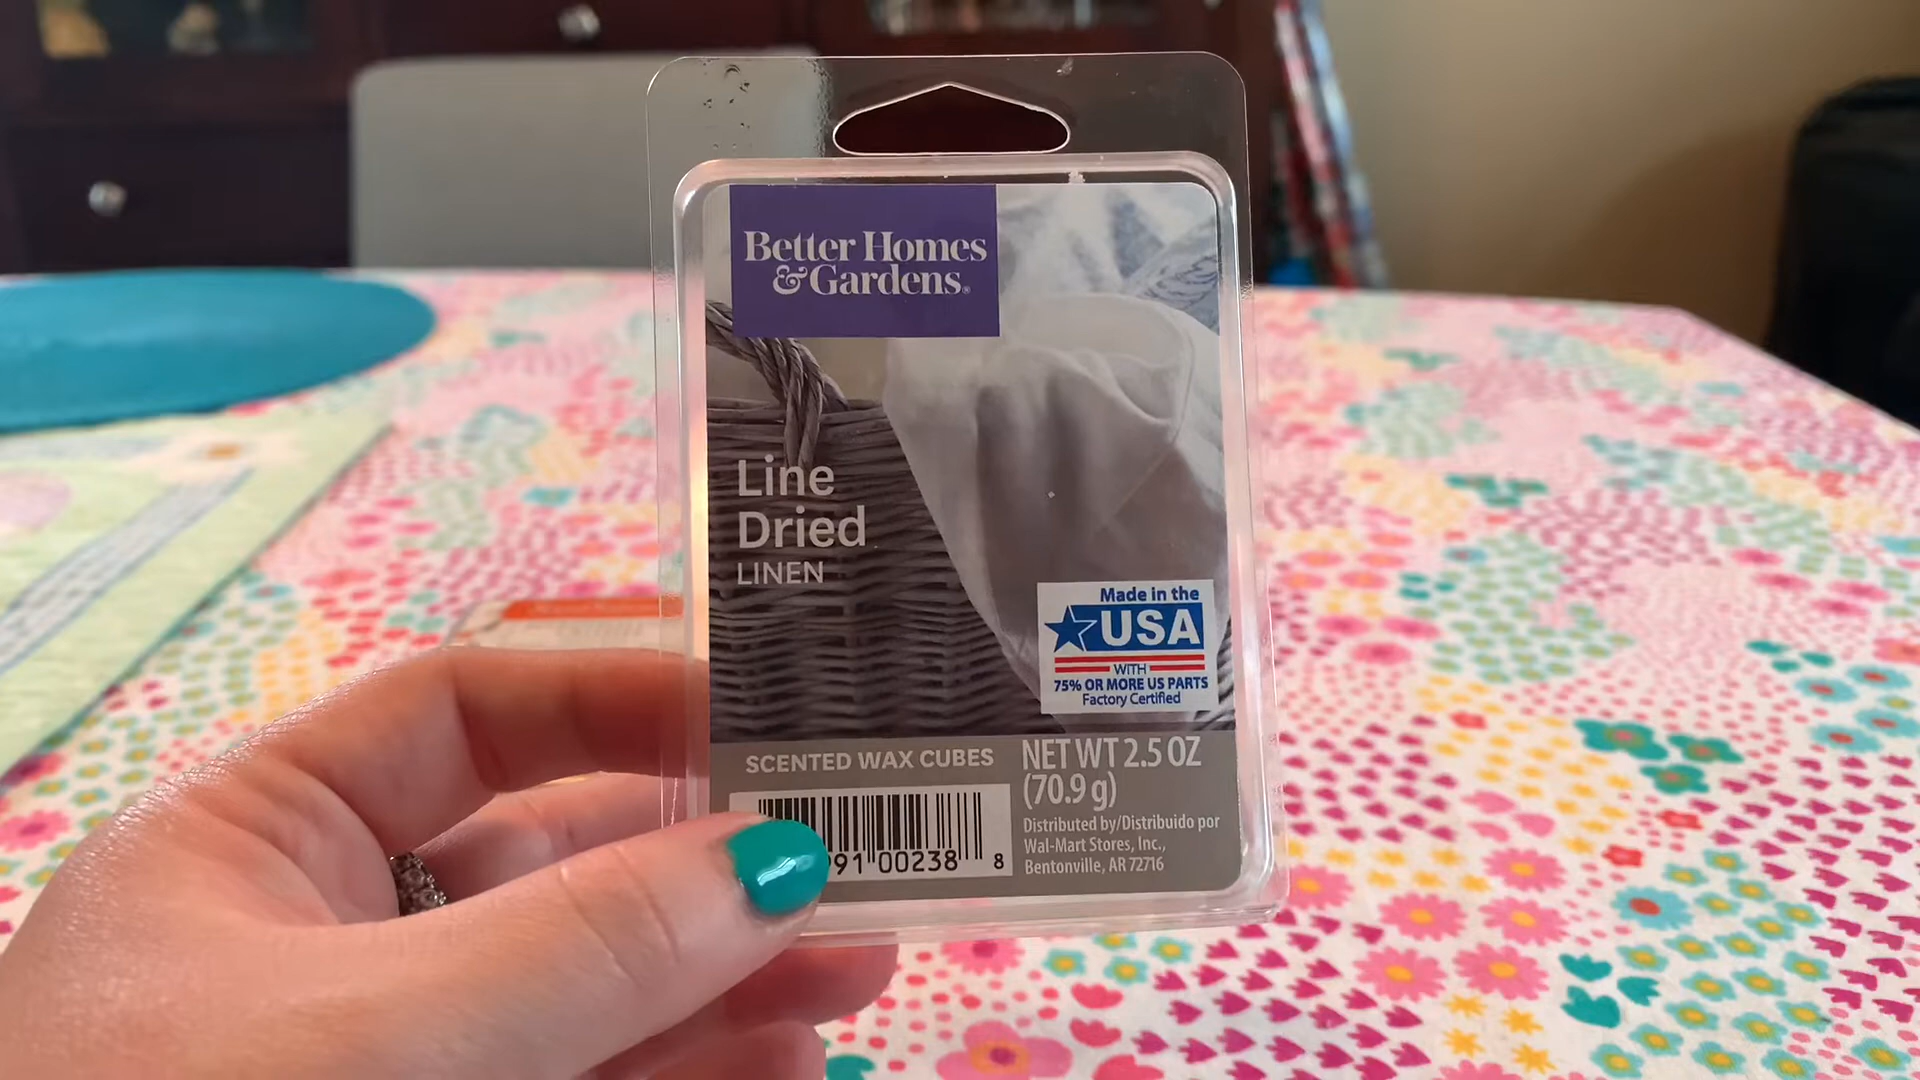 Better Homes
& Gardens®
Line
Dried
LINEN
Made in the
USA
WITH
75% OR MORE US PARTS
Factory Certified
SCENTED WAX CUBES
NET WT 2.5 OZ
(70.9 g)
Distributed by/Distribuido por
Wal-Mart Stores, Inc.,
Bentonville, AR 72716
91 00238 8